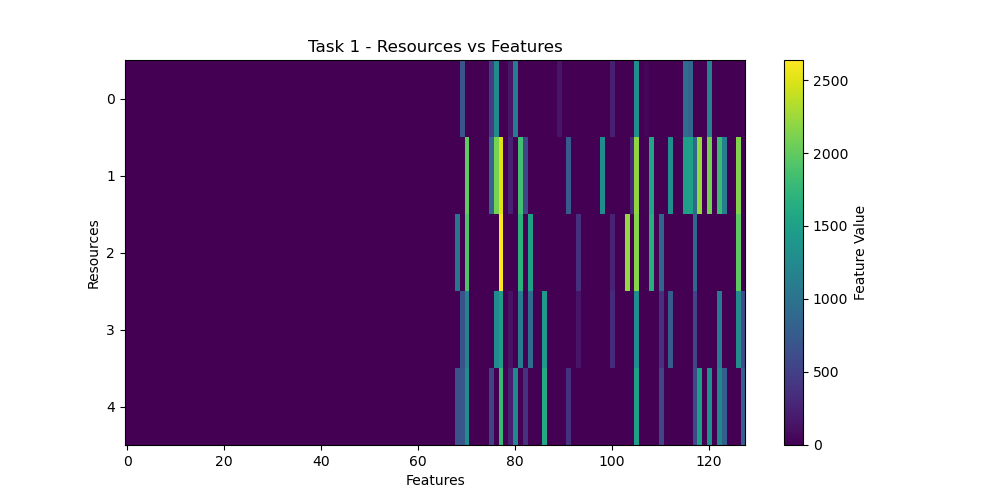 Task 1 - Resources vs Features
Resources
0
1
2
3
4
0 20 40 60 80 100 120
Features
2500
2000
1500
1000
500
0
Feature Value